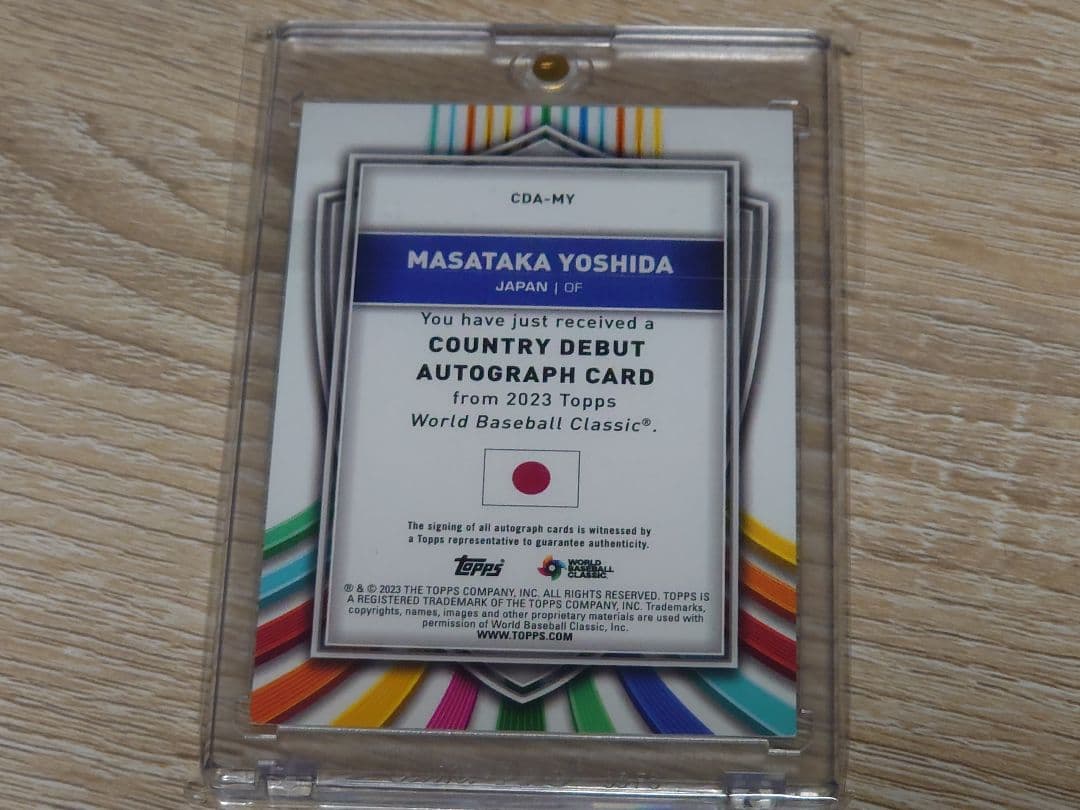 CDA-MY
MASATAKA YOSHIDA
JAPAN | OF
You have just received a
COUNTRY DEBUT
AUTOGRAPH CARD
from 2023 Topps
World Baseball Classic®.
The signing of all autograph cards is witnessed by
a Topps representative to guarantee authenticity.
Topps
WORLD
BASEBALL
CLASSIC
® & © 2023 THE TOPPS COMPANY, INC. ALL RIGHTS RESERVED. TOPPS IS
A REGISTERED TRADEMARK OF THE TOPPS COMPANY, INC. Trademarks,
copyrights, names, images and other proprietary materials are used with
permission of World Baseball Classic, Inc.
WWW.TOPPS.COM